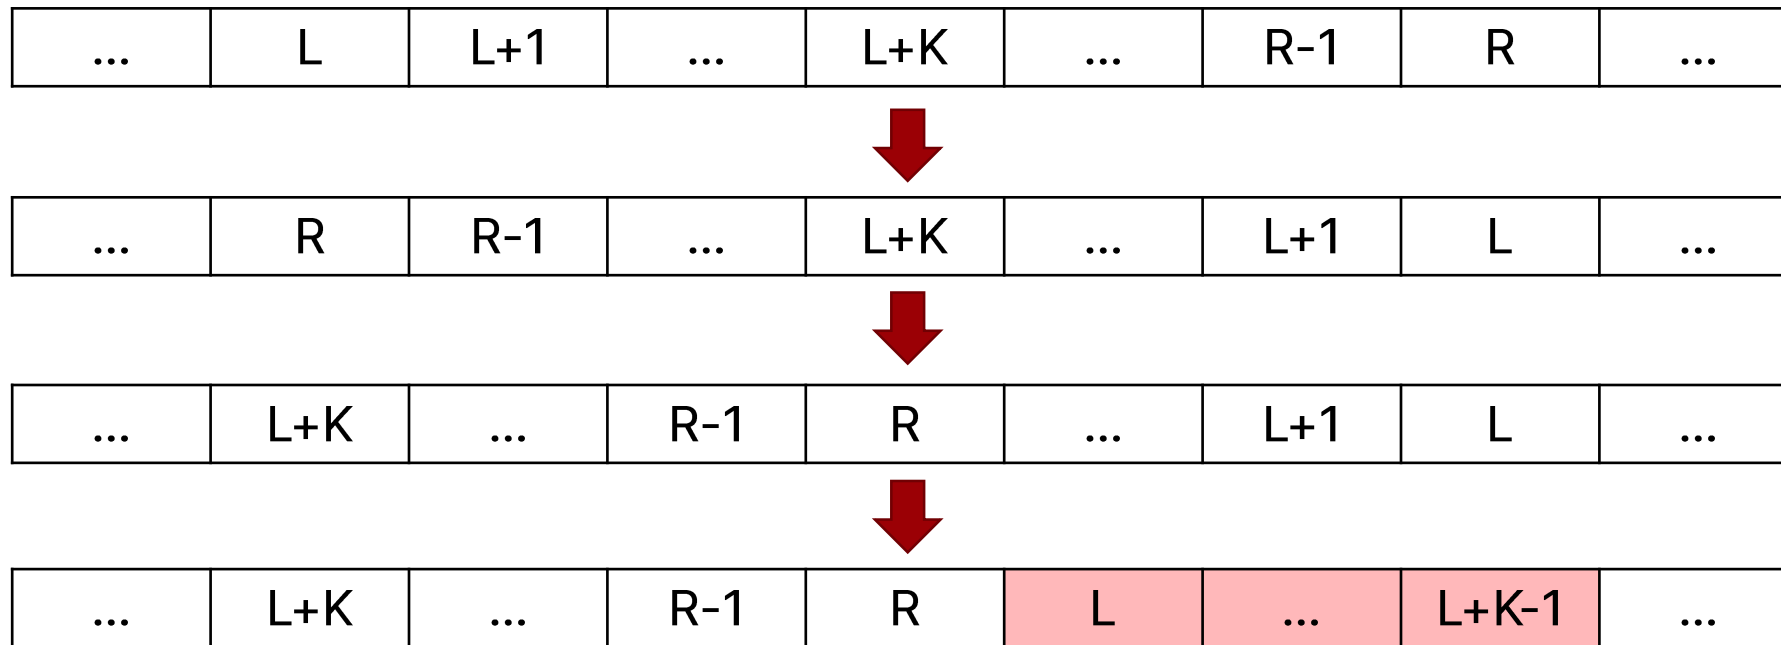 ... L L+1 ... L+K ... R-1 R ...
... R R-1 ... L+K ... L+1 L ...
... L+K ... R-1 R ... L+1 L ...
... L+K ... R-1 R L ... L+K-1 ...